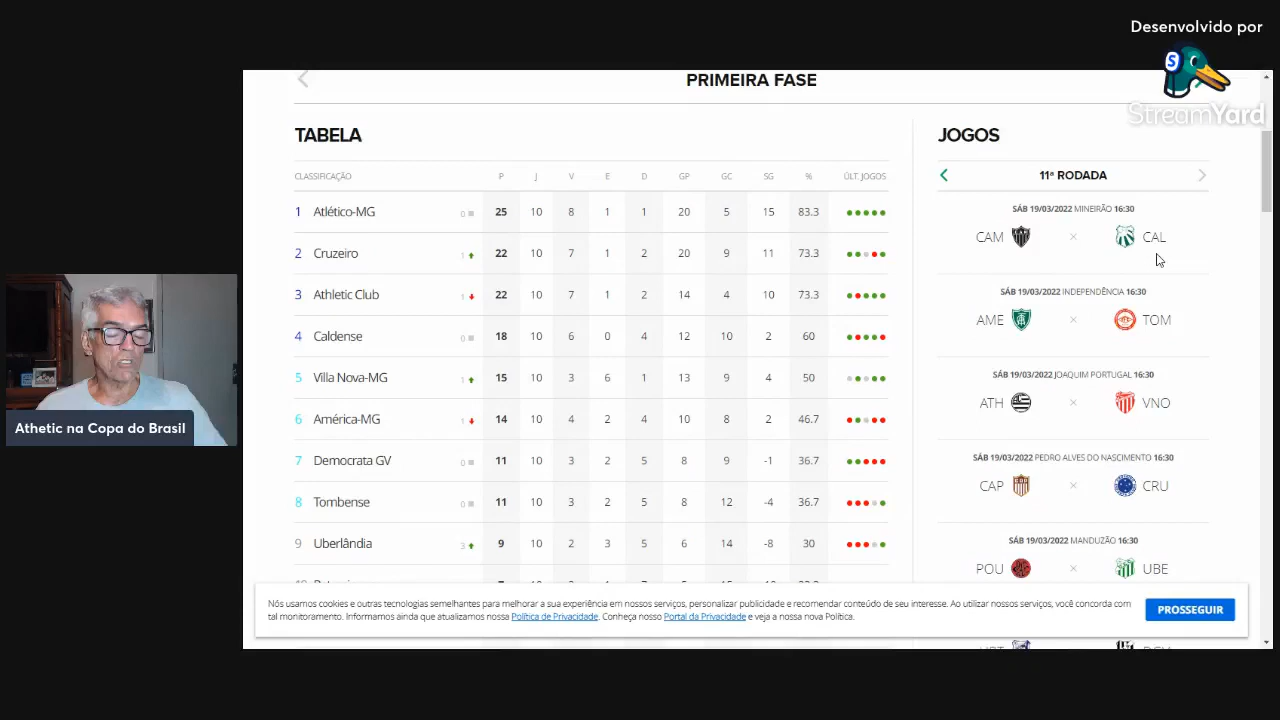 Desenvolvido por
StreamYard
PRIMEIRA FASE
TABELA
CLASSIFICAÇÃO P J V E D GP GC SG % ÚLT. JOGOS
1 Atlético-MG 0 25 10 8 1 1 20 5 15 83.3
2 Cruzeiro 1 22 10 7 1 2 20 9 11 73.3
3 Athletic Club 1 22 10 7 1 2 14 4 10 73.3
4 Caldense 0 18 10 6 0 4 12 10 2 60
5 Villa Nova-MG 1 15 10 3 6 1 13 9 4 50
6 América-MG 1 14 10 4 2 4 10 8 2 46.7
7 Democrata GV 0 11 10 3 2 5 8 9 -1 36.7
8 Tombense 0 11 10 3 2 5 8 12 -4 36.7
9 Uberlândia 3 9 10 2 3 5 6 14 -8 30
JOGOS
11ª RODADA
SÁB 19/03/2022 MINEIRÃO 16:30
CAM × CAL
SÁB 19/03/2022 INDEPENDÊNCIA 16:30
AME × TOM
SÁB 19/03/2022 JOAQUIM PORTUGAL 16:30
ATH × VNO
SÁB 19/03/2022 PEDRO ALVES DO NASCIMENTO 16:30
CAP × CRU
SÁB 19/03/2022 MANDUZÃO 16:30
POU × UBE
Athetic na Copa do Brasil
Nós usamos cookies e outras tecnologias semelhantes para melhorar a sua experiência em nossos serviços, personalizar publicidade e recomendar conteúdo de seu interesse. Ao utilizar nossos serviços, você concorda com
tal monitoramento. Informamos ainda que atualizamos nossa Política de Privacidade. Conheça nosso Portal da Privacidade e veja a nossa nova Política.
PROSSEGUIR